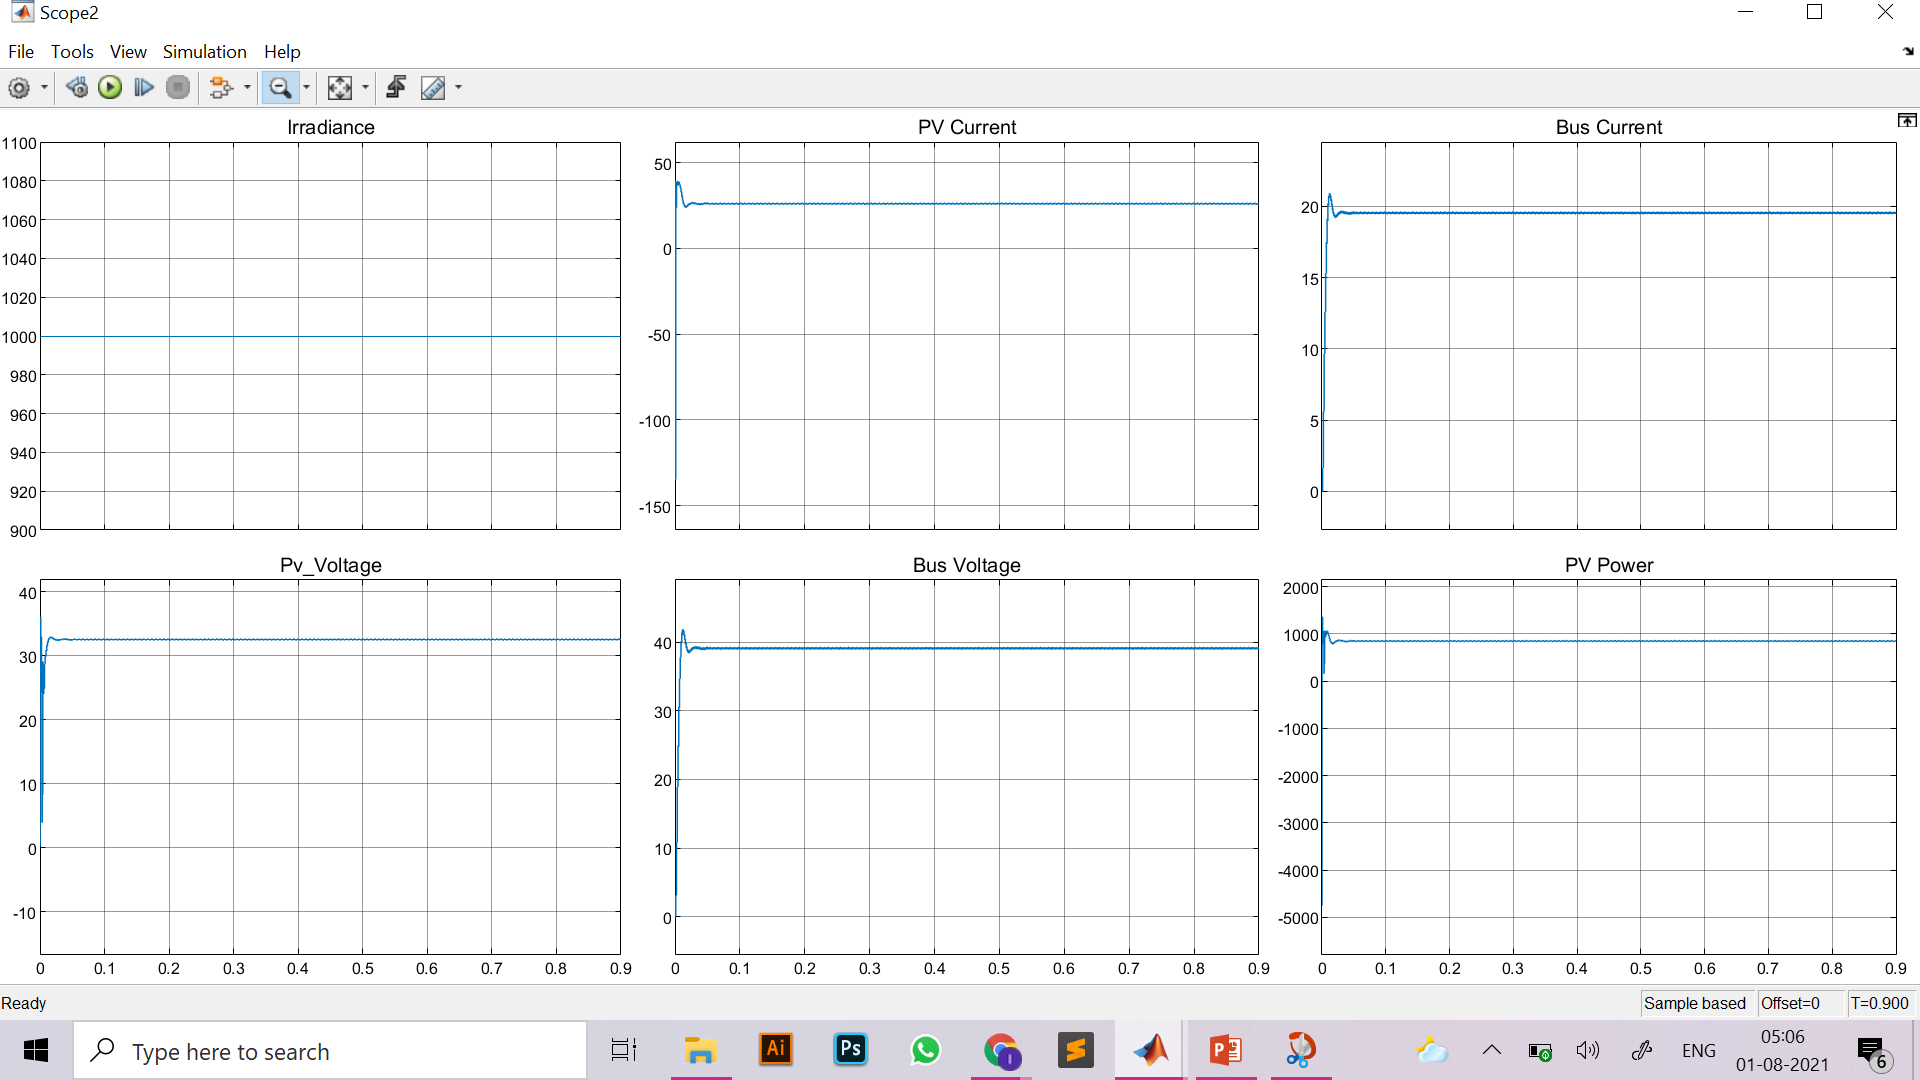 Scope2
File Tools View Simulation Help
Irradiance
1100
1080
1060
1040
1020
1000
980
960
940
920
900
PV Current
50
0
-50
-100
-150
Bus Current
20
15
10
5
0
Pv_Voltage
40
30
20
10
0
-10
0 0.1 0.2 0.3 0.4 0.5 0.6 0.7 0.8 0.9
Bus Voltage
40
30
20
10
0
0 0.1 0.2 0.3 0.4 0.5 0.6 0.7 0.8 0.9
PV Power
2000
1000
0
-1000
-2000
-3000
-4000
-5000
0 0.1 0.2 0.3 0.4 0.5 0.6 0.7 0.8 0.9
Ready
Sample based Offset=0 T=0.900
Type here to search
Ai
Ps
I
S
P
ENG
05:06
01-08-2021
6